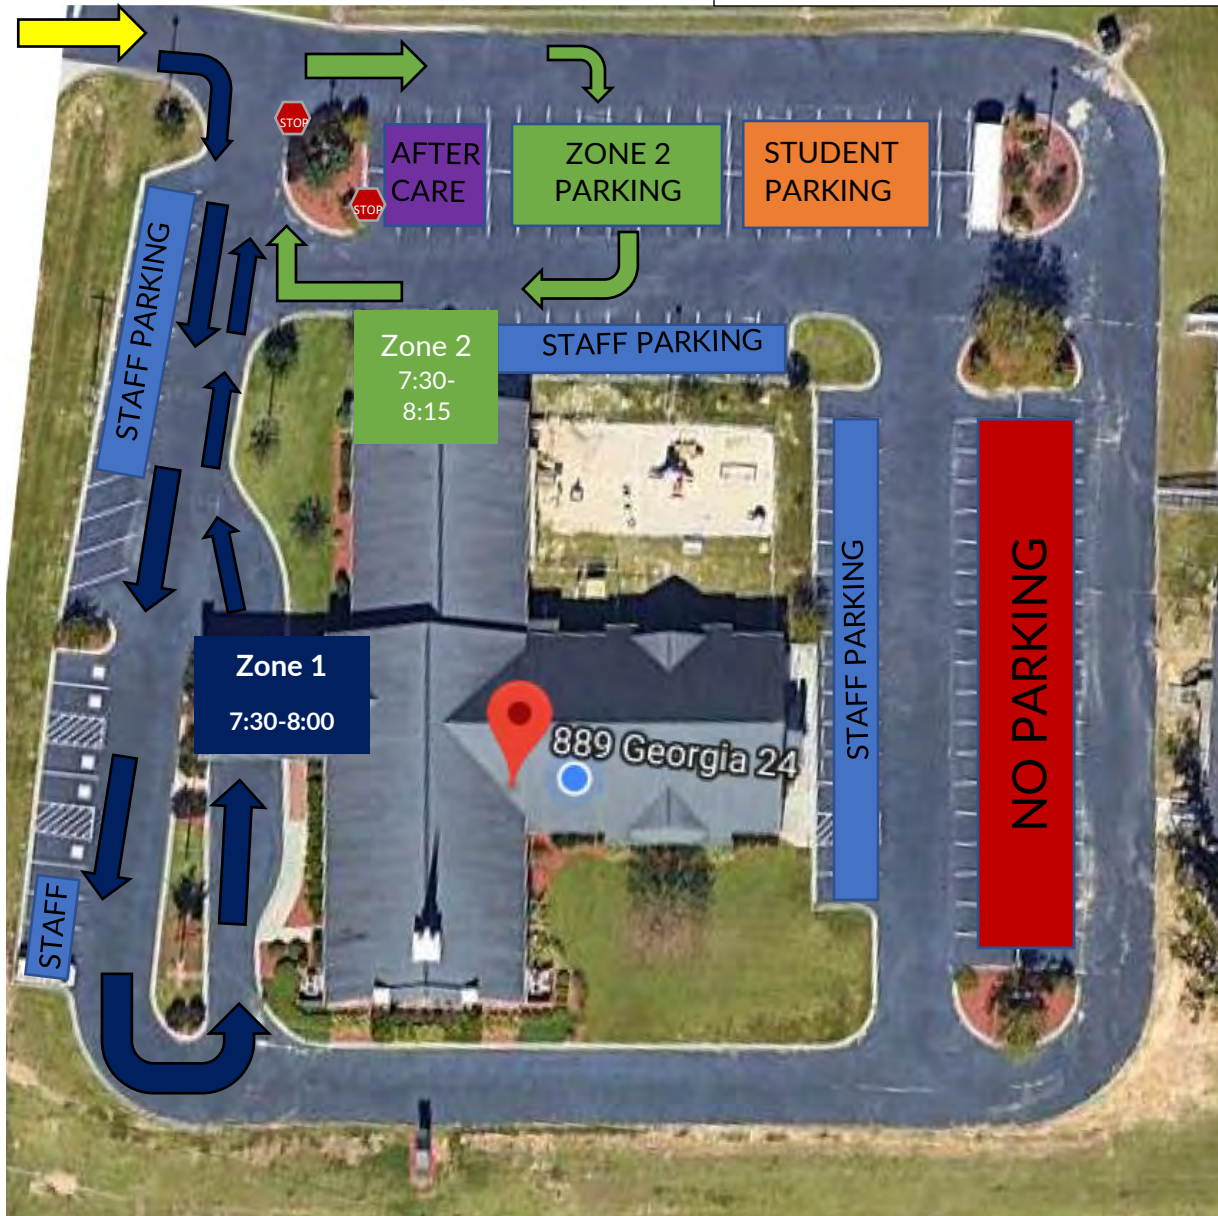 STOP
AFTER
CARE
ZONE 2
PARKING
STUDENT
PARKING
STOP
STAFF PARKING
Zone 2
7:30-
8:15
STAFF PARKING
STAFF PARKING
NO PARKING
Zone 1
7:30-8:00
889 Georgia 24
STAFF